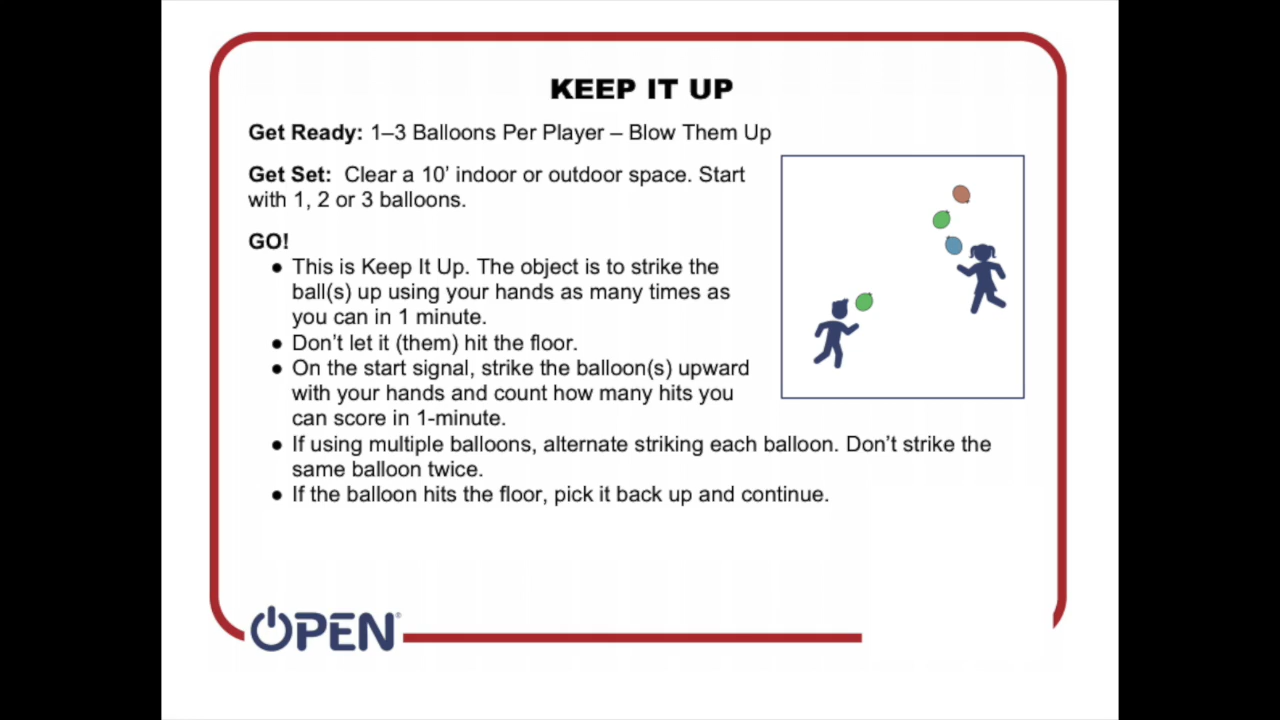 KEEP IT UP
Get Ready: 1–3 Balloons Per Player – Blow Them Up
Get Set:  Clear a 10’ indoor or outdoor space. Start
with 1, 2 or 3 balloons.
GO!
● This is Keep It Up. The object is to strike the
ball(s) up using your hands as many times as
you can in 1 minute.
● Don’t let it (them) hit the floor.
● On the start signal, strike the balloon(s) upward
with your hands and count how many hits you
can score in 1-minute.
● If using multiple balloons, alternate striking each balloon. Don’t strike the
same balloon twice.
● If the balloon hits the floor, pick it back up and continue.
OPEN®